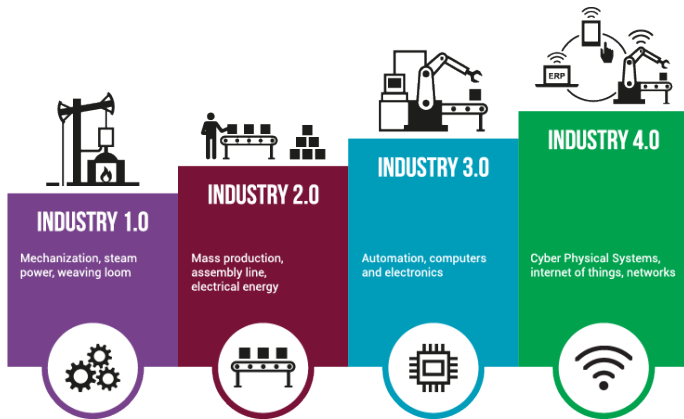 ERP
INDUSTRY 1.0
Mechanization, steam
power, weaving loom
INDUSTRY 2.0
Mass production,
assembly line,
electrical energy
INDUSTRY 3.0
Automation, computers
and electronics
INDUSTRY 4.0
Cyber Physical Systems,
internet of things, networks